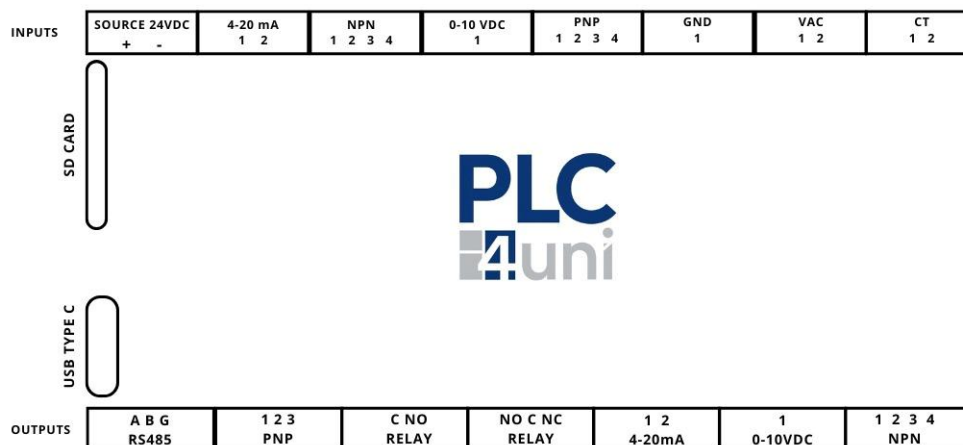 INPUTS
SOURCE 24VDC 4-20 mA NPN 0-10 VDC PNP GND VAC CT
+ - 1 2 1 2 3 4 1 1 2 3 4 1 1 2 1 2
SD CARD
PLC
4uni
USB TYPE C
OUTPUTS
A B G 1 2 3 C NO NO C NC 1 2 1 1 2 3 4
RS485 PNP RELAY RELAY 4-20mA 0-10VDC NPN